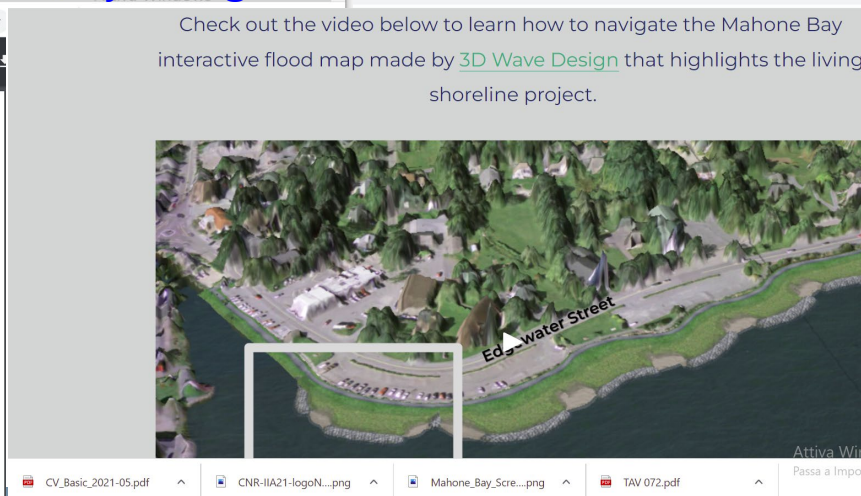 Check out the video below to learn how to navigate the Mahone Bay
interactive flood map made by 3D Wave Design that highlights the living
shoreline project.
Edgewater Street
Attiva Win
Passa a Impo
CV_Basic_2021-05.pdf
CNR-IIA21-logoN....png
Mahone_Bay_Scre....png
TAV 072.pdf